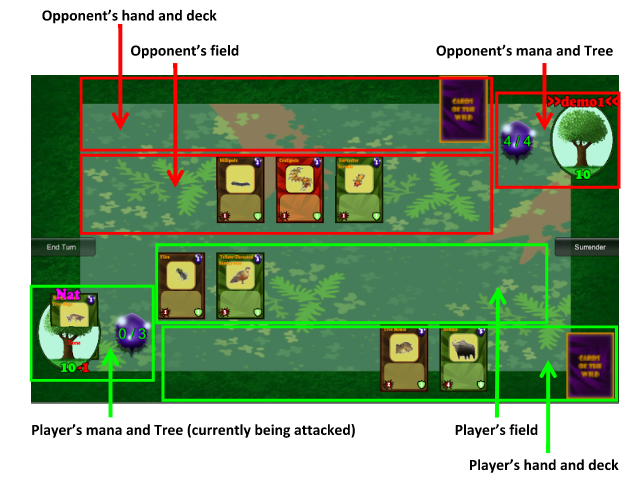 Opponent's hand and deck
Opponent's field
Opponent's mana and Tree
CARDS
OF THE
WILD
>>demo1<<
4/4
10
Millipede
Centipede
End Turn
Surrender
Flies
Nat
0/3
10 -1
CARDS
OF THE
WILD
Player's mana and Tree (currently being attacked)
Player's field
Player's hand and deck